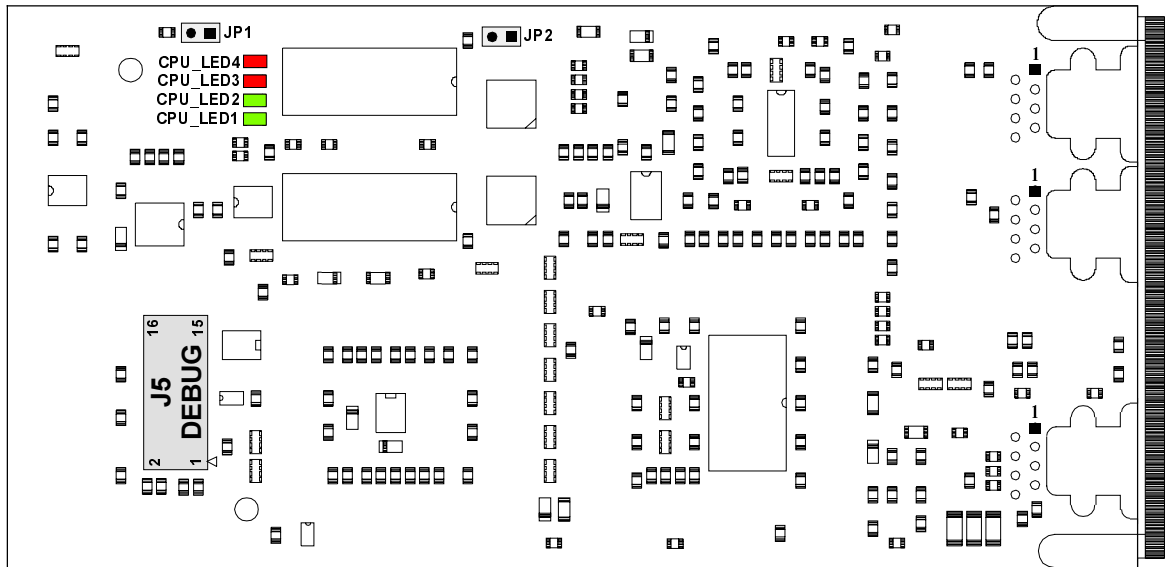 JP1
JP2
CPU_LED4
CPU_LED3
CPU_LED2
CPU_LED1
1
1
16 15
J5
DEBUG
2 1
1